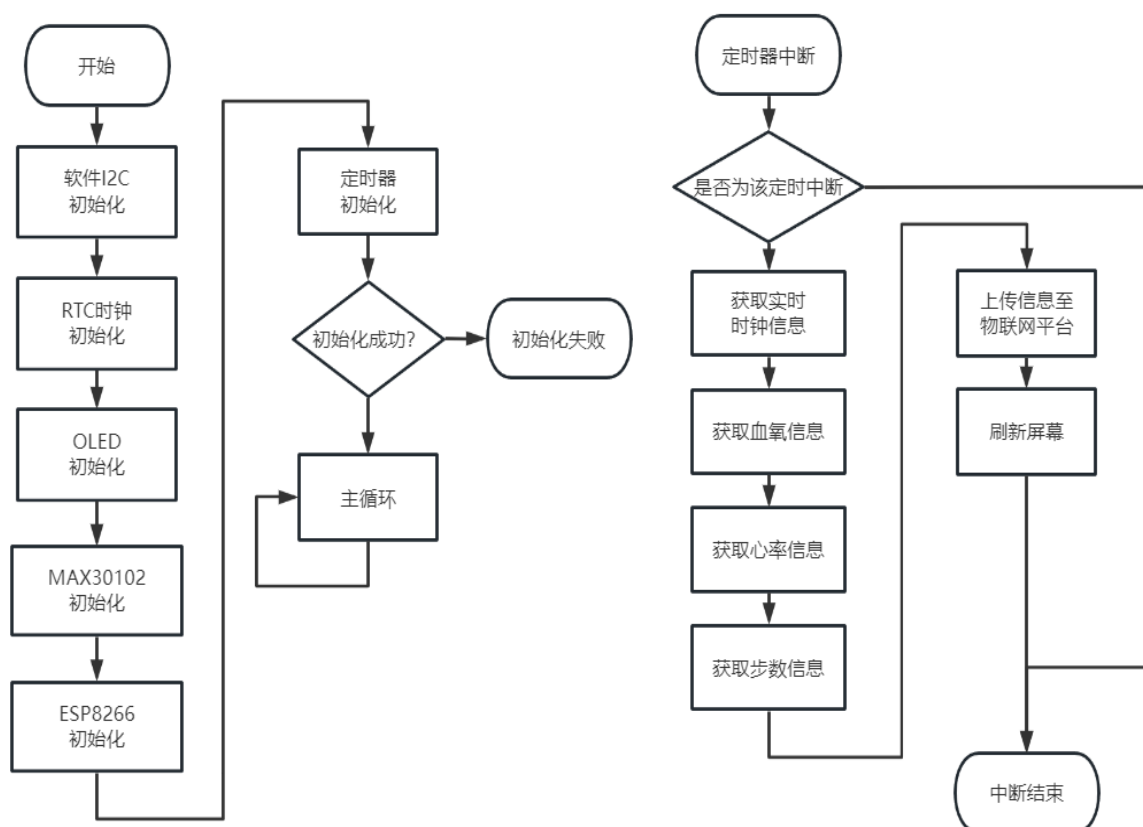 开始
软件I2C
初始化
RTC时钟
初始化
OLED
初始化
MAX30102
初始化
ESP8266
初始化
定时器
初始化
初始化成功?
初始化失败
主循环
定时器中断
是否为该定时中断
获取实时
时钟信息
获取血氧信息
获取心率信息
获取步数信息
上传信息至
物联网平台
刷新屏幕
中断结束